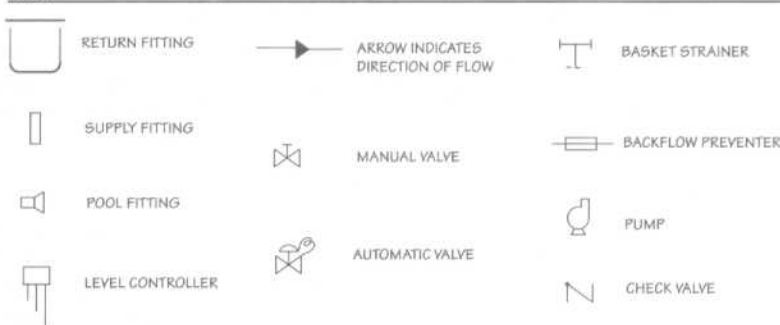 RETURN FITTING
SUPPLY FITTING
POOL FITTING
LEVEL CONTROLLER
ARROW INDICATES
DIRECTION OF FLOW
MANUAL VALVE
AUTOMATIC VALVE
BASKET STRAINER
BACKFLOW PREVENTER
PUMP
CHECK VALVE